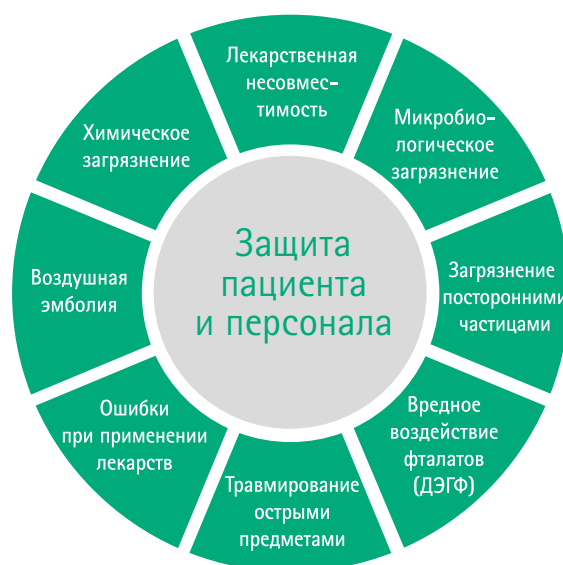 Лекарственная
несовмес-
тимость
Микробио-
логическое
загрязнение
Загрязнение
посторонними
частицами
Вредное
воздействие
фталатов
(ДЭГФ)
Травмирование
острыми
предметами
Ошибки
при применении
лекарств
Воздушная
эмболия
Химическое
загрязнение
Защита
пациента
и персонала